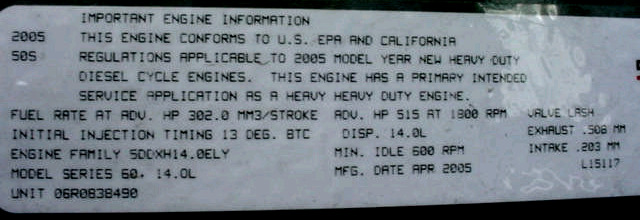 IMPORTANT ENGINE INFORMATION
2005 THIS ENGINE CONFORMS TO U.S. EPA AND CALIFORNIA
50S REGULATIONS APPLICABLE TO 2005 MODEL YEAR NEW HEAVY DUTY
DIESEL CYCLE ENGINES. THIS ENGINE HAS A PRIMARY INTENDED
SERVICE APPLICATION AS A HEAVY HEAVY DUTY ENGINE.
FUEL RATE AT ADV. HP 302.0 MM3/STROKE ADV. HP 515 AT 1800 RPM VALVE LASH
INITIAL INJECTION TIMING 13 DEG. BTC DISP. 14.0L EXHAUST .508 MM
ENGINE FAMILY 5DDXH14.0ELY MIN. IDLE 600 RPM INTAKE .203 MM
MODEL SERIES 60, 14.0L MFG. DATE APR 2005 L15117
UNIT 06R0838490